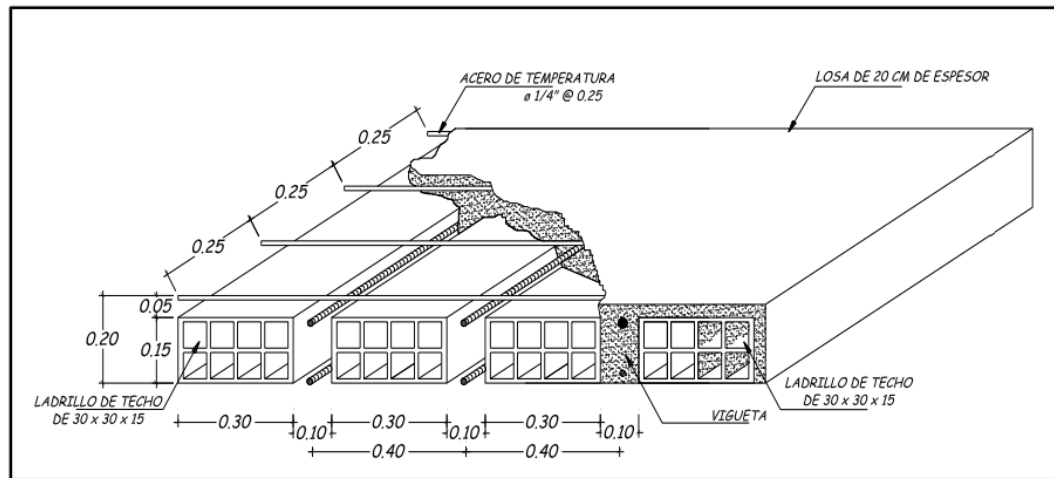 ACERO DE TEMPERATURA
ø 1/4" @ 0.25
LOSA DE 20 CM DE ESPESOR
0.25
0.25
0.25
0.05
0.20
0.15
LADRILLO DE TECHO
DE 30 x 30 x 15
LADRILLO DE TECHO
DE 30 x 30 x 15
VIGUETA
0.30
0.10
0.30
0.10
0.30
0.10
0.40
0.40